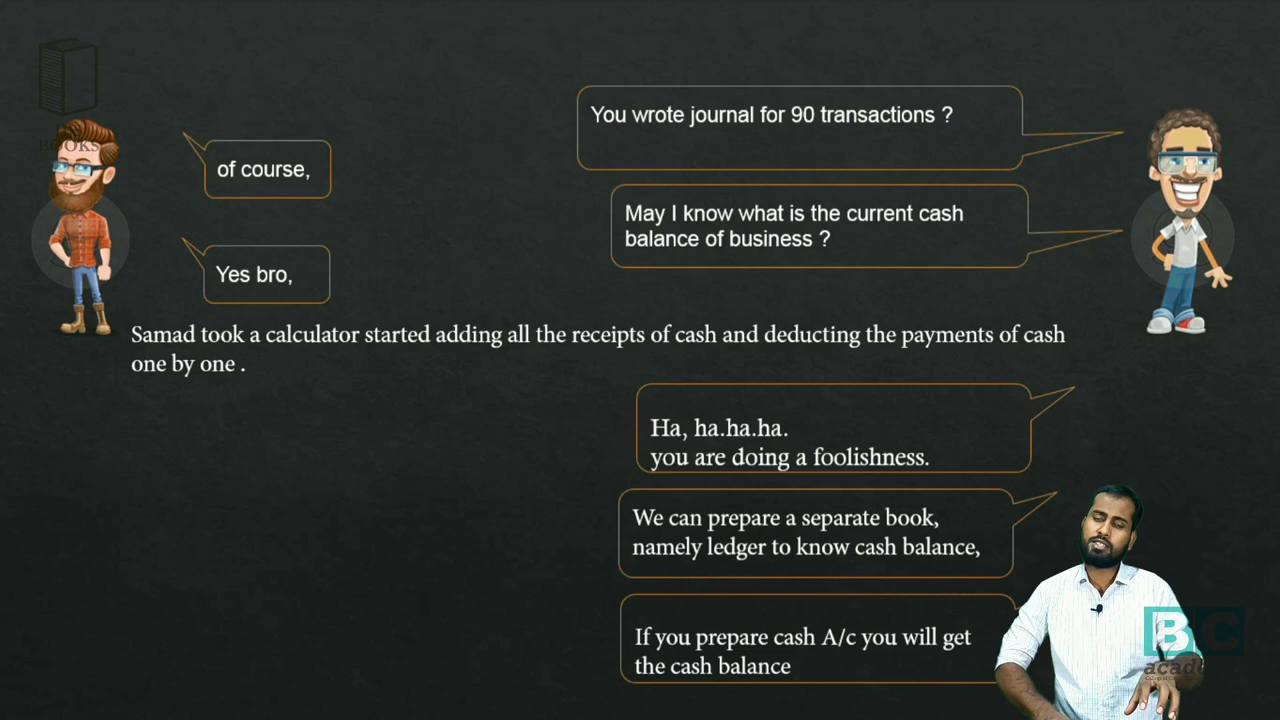 You wrote journal for 90 transactions ?
BOOKS
of course,
May I know what is the current cash
balance of business ?
Yes bro,
Samad took a calculator started adding all the receipts of cash and deducting the payments of cash
one by one .
Ha, ha.ha.ha.
you are doing a foolishness.
We can prepare a separate book,
namely ledger to know cash balance,
If you prepare cash A/c you will get
the cash balance
BC